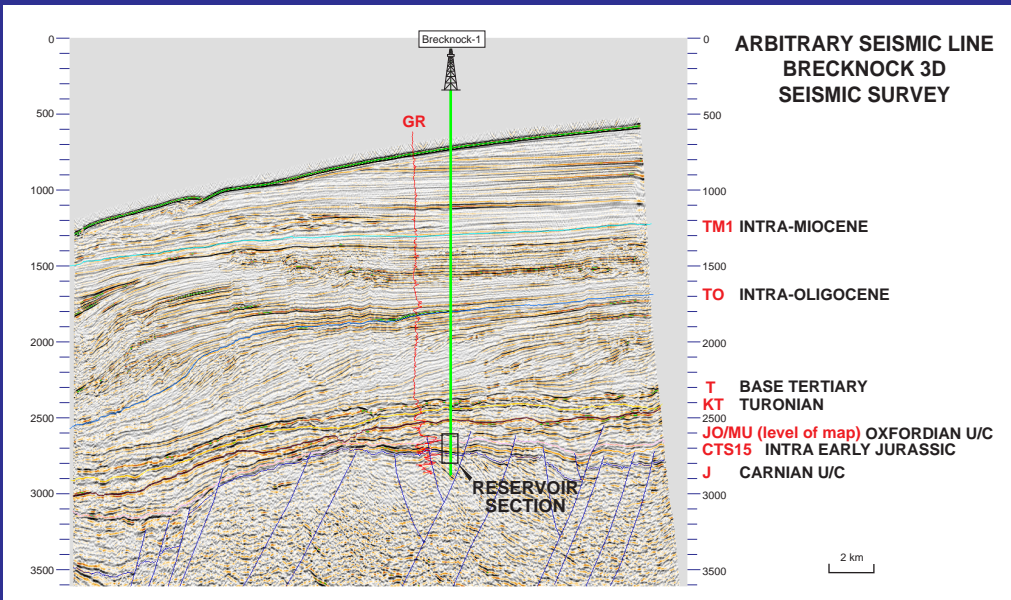 Brecknock-1
ARBITRARY SEISMIC LINE
BRECKNOCK 3D
SEISMIC SURVEY
0
500
1000
1500
2000
2500
3000
3500
GR
RESERVOIR
SECTION
0
500
1000
1500
2000
2500
3000
3500
TM1 INTRA-MIOCENE
TO INTRA-OLIGOCENE
T BASE TERTIARY
KT TURONIAN
JO/MU (level of map) OXFORDIAN U/C
CTS15 INTRA EARLY JURASSIC
J CARNIAN U/C
2 km